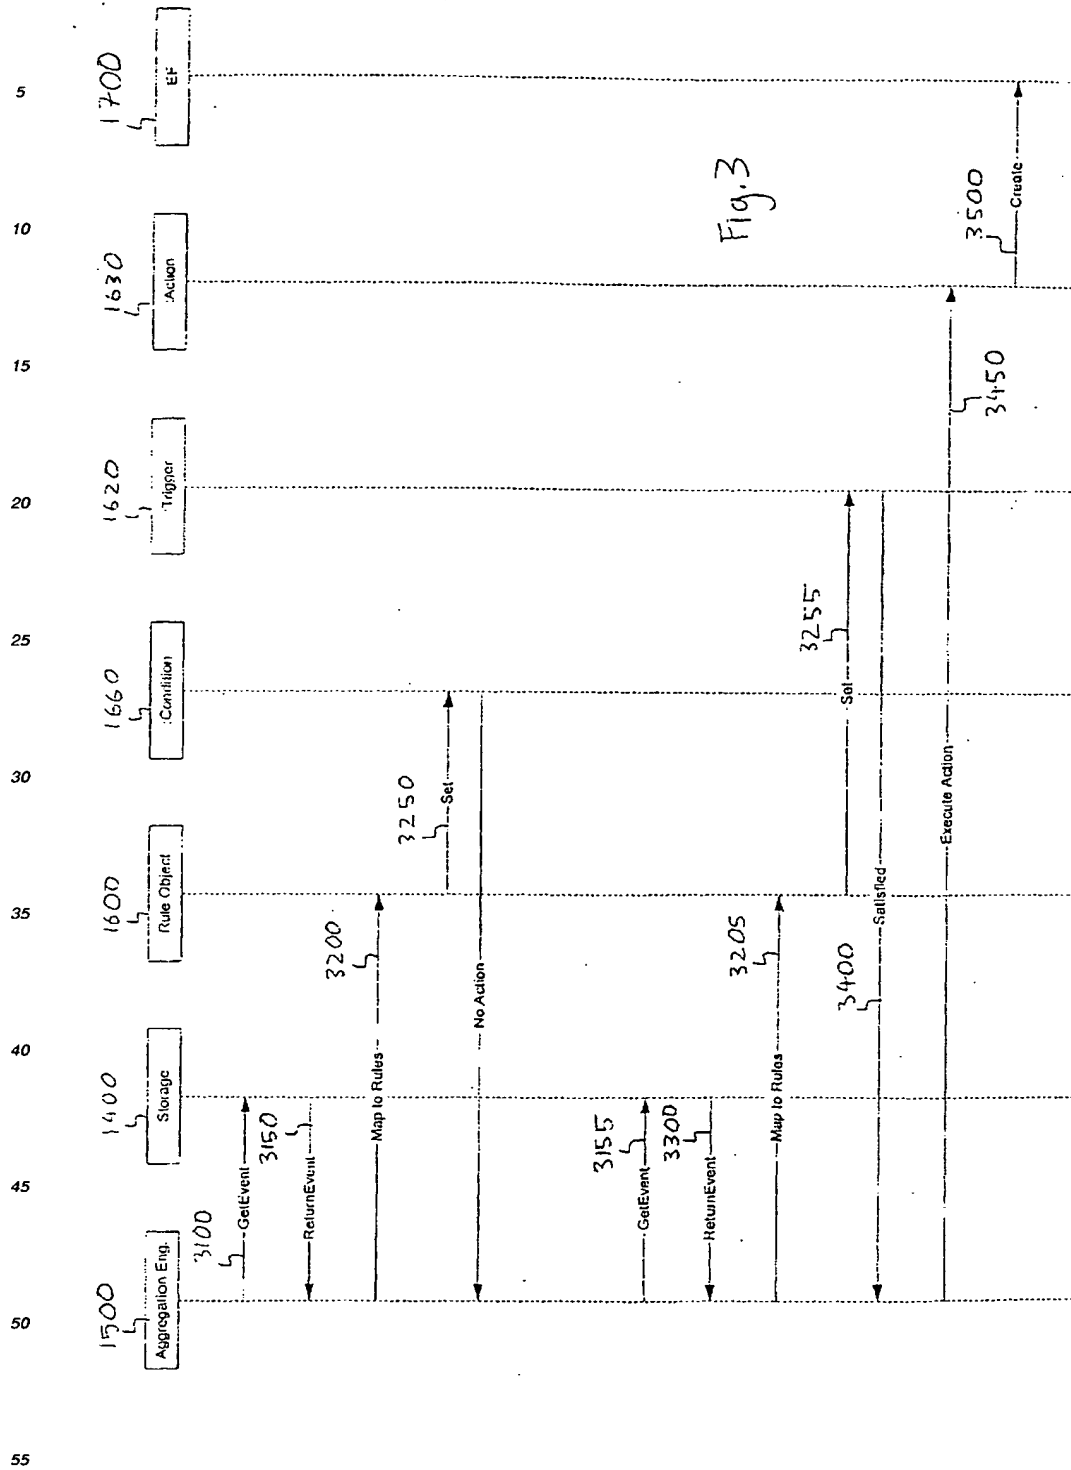 1500
Aggregation Eng.
1400
Storage
1600
Rule Object
1660
:Condition
1620
:Trigger
1630
:Action
1700
EF
3100
GetEvent
3150
ReturnEvent
3200
Map to Rules
3250
Set
No Action
3155
GetEvent
3300
ReturnEvent
3205
Map to Rules
3255
Set
3400
Satisfied
3450
Execute Action
3500
Create
Fig. 3
5
10
15
20
25
30
35
40
45
50
55